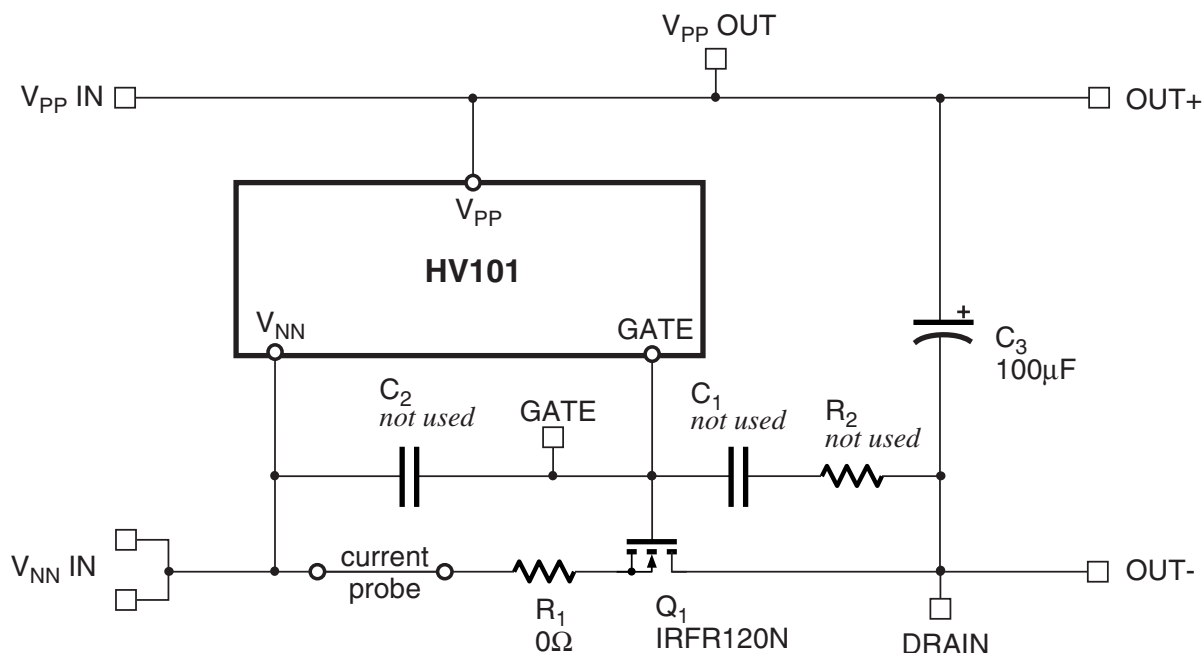 V_PP OUT
V_PP IN
OUT+
V_PP
HV101
V_NN
GATE
+
C_3
100μF
C_2
not used
GATE
C_1
not used
R_2
not used
V_NN IN
current
probe
OUT-
R_1
0Ω
Q_1
IRFR120N
DRAIN